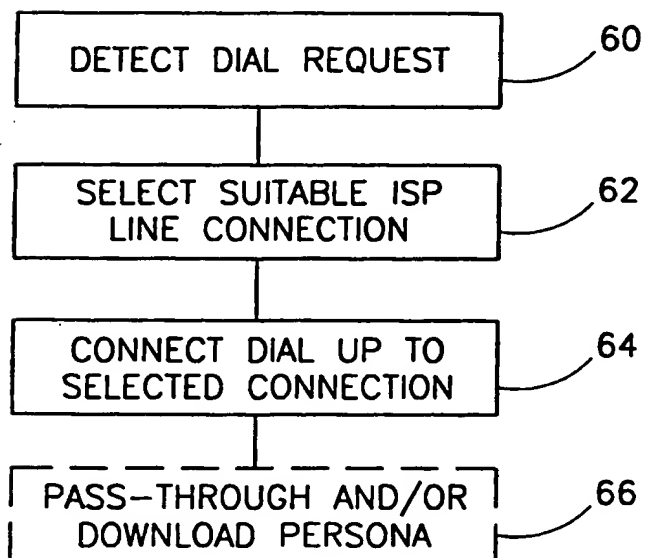 DETECT DIAL REQUEST
60
SELECT SUITABLE ISP
LINE CONNECTION
62
CONNECT DIAL UP TO
SELECTED CONNECTION
64
PASS-THROUGH AND/OR
DOWNLOAD PERSONA
66